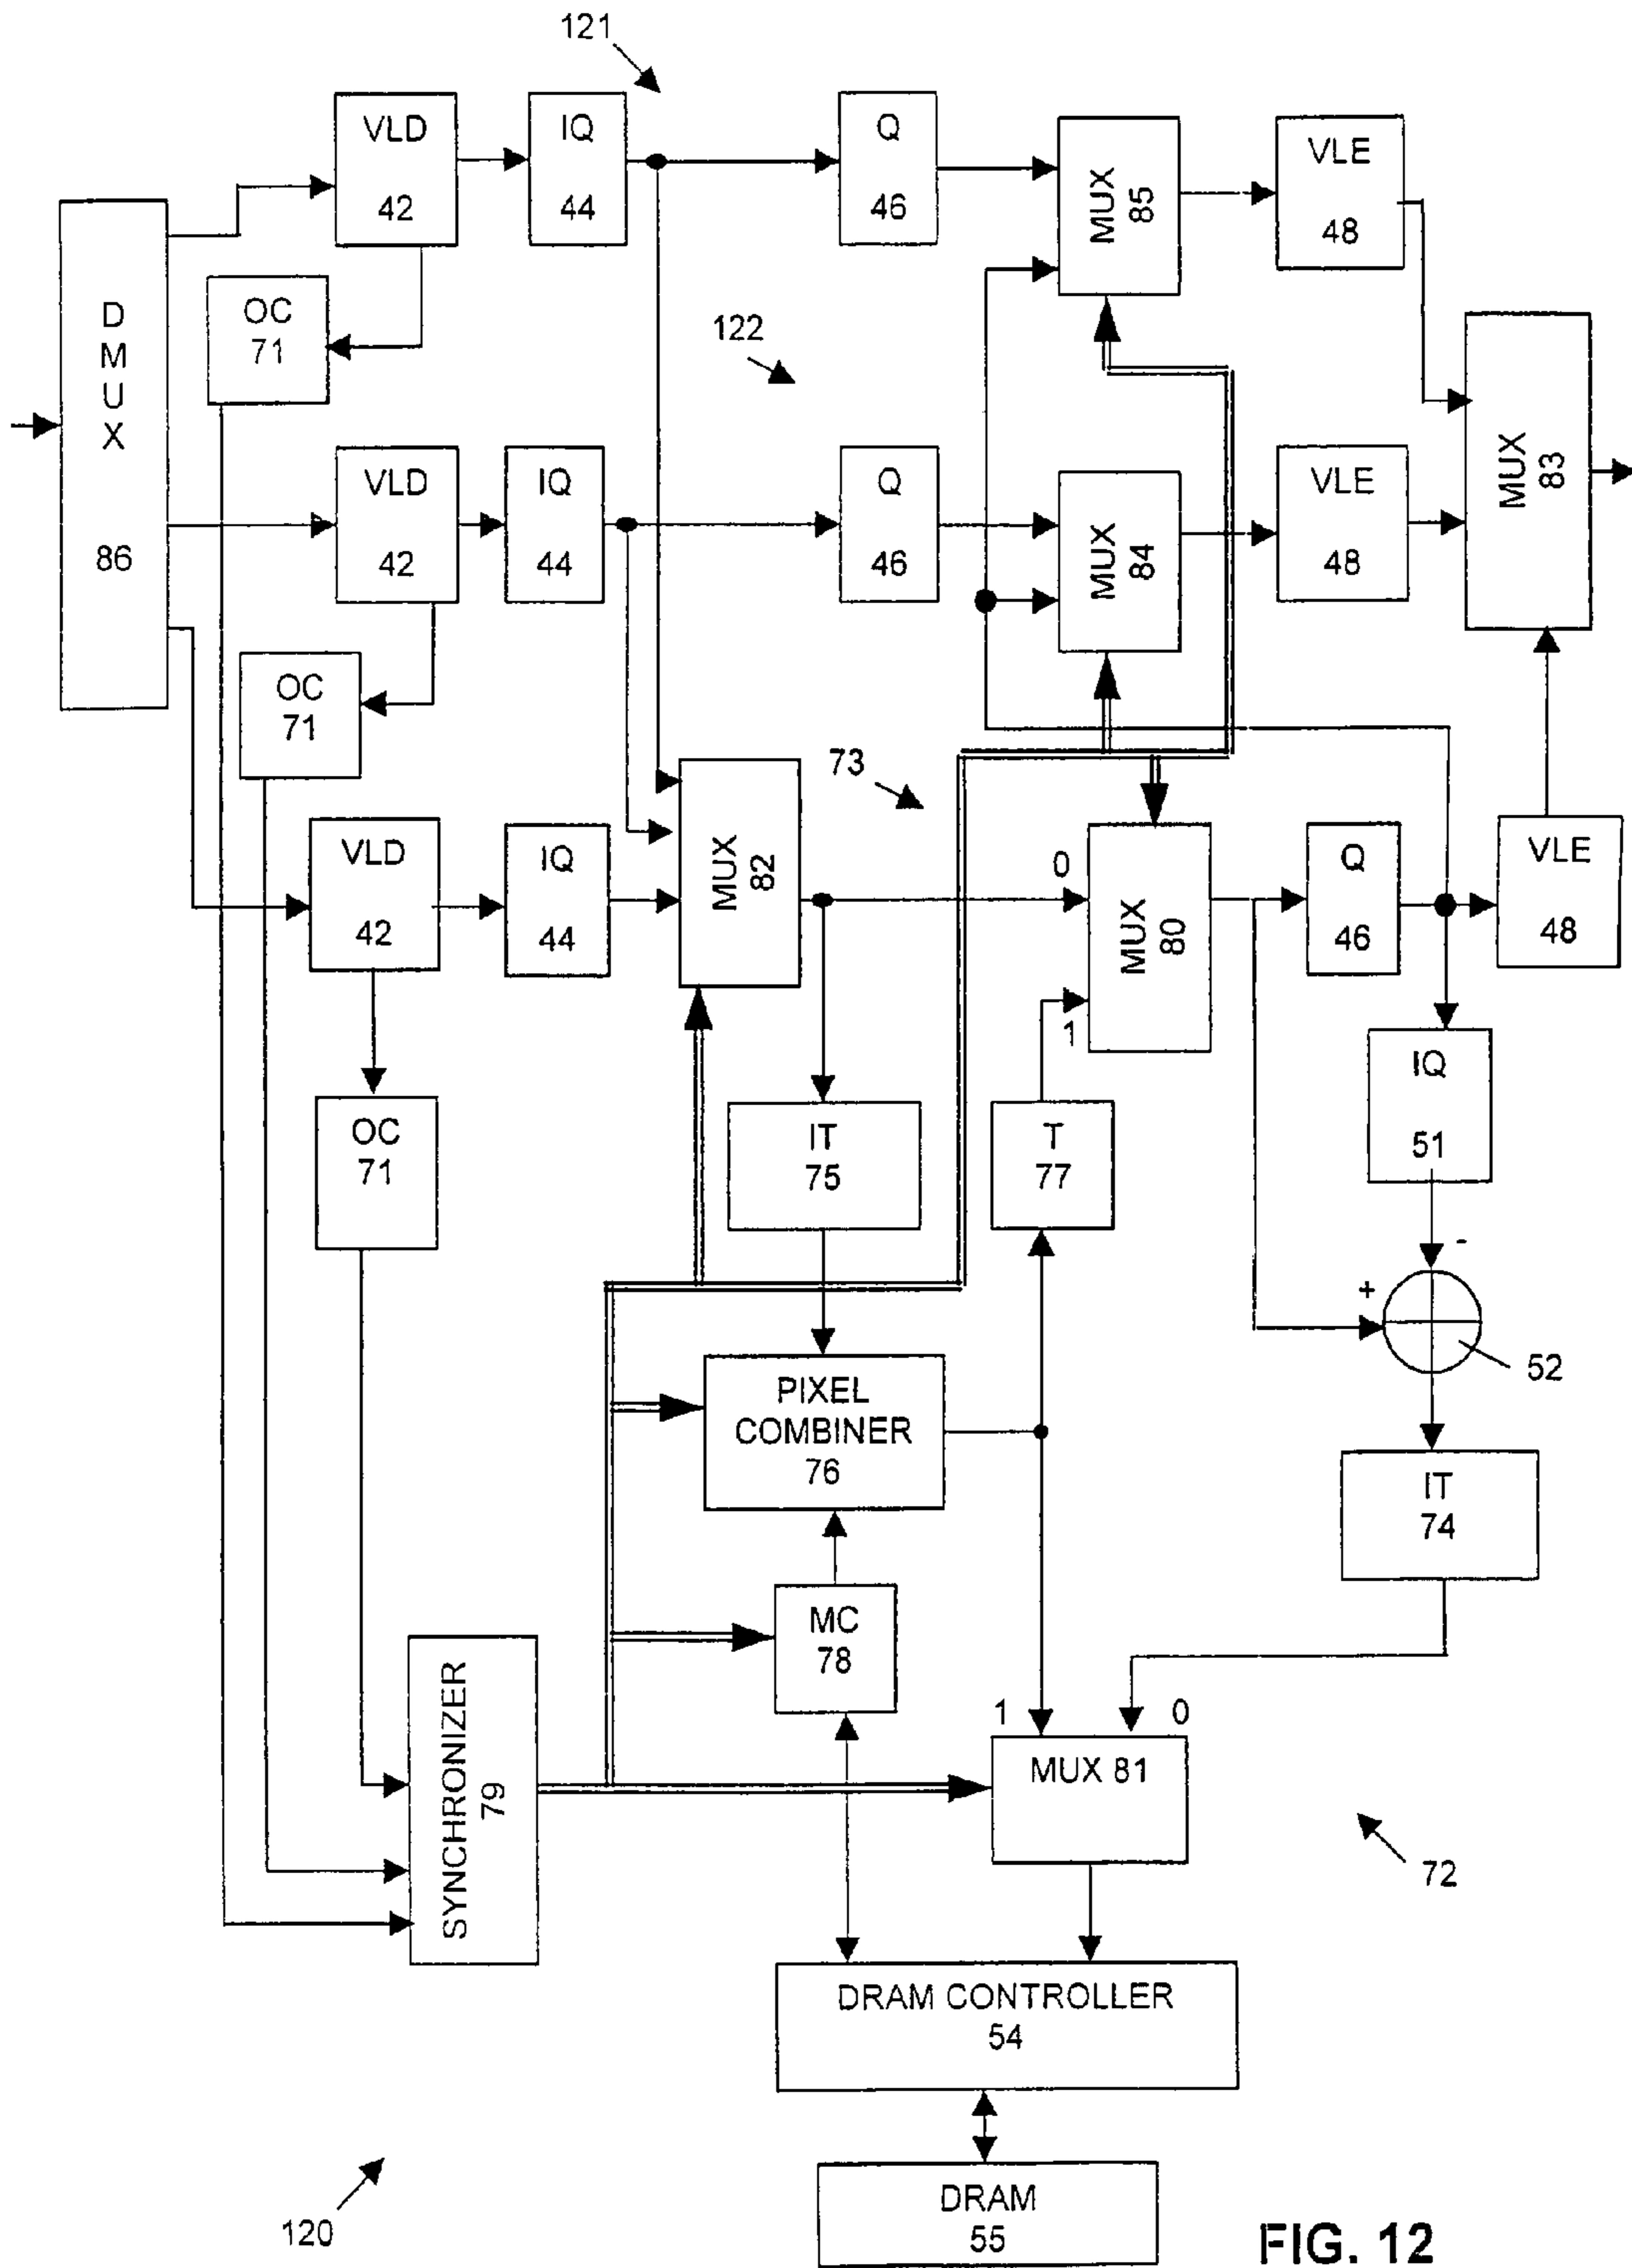 121
VLD
42
IQ
44
Q
46
MUX
85
VLE
48
D
M
U
X
86
OC
71
122
VLD
42
IQ
44
Q
46
MUX
84
VLE
48
MUX
83
OC
71
73
VLD
42
IQ
44
MUX
82
0
1
MUX
80
Q
46
VLE
48
OC
71
IT
75
T
77
IQ
51
-
+
52
PIXEL
COMBINER
76
IT
74
MC
78
SYNCHRONIZER
79
1
0
MUX 81
72
DRAM CONTROLLER
54
DRAM
55
120
FIG. 12